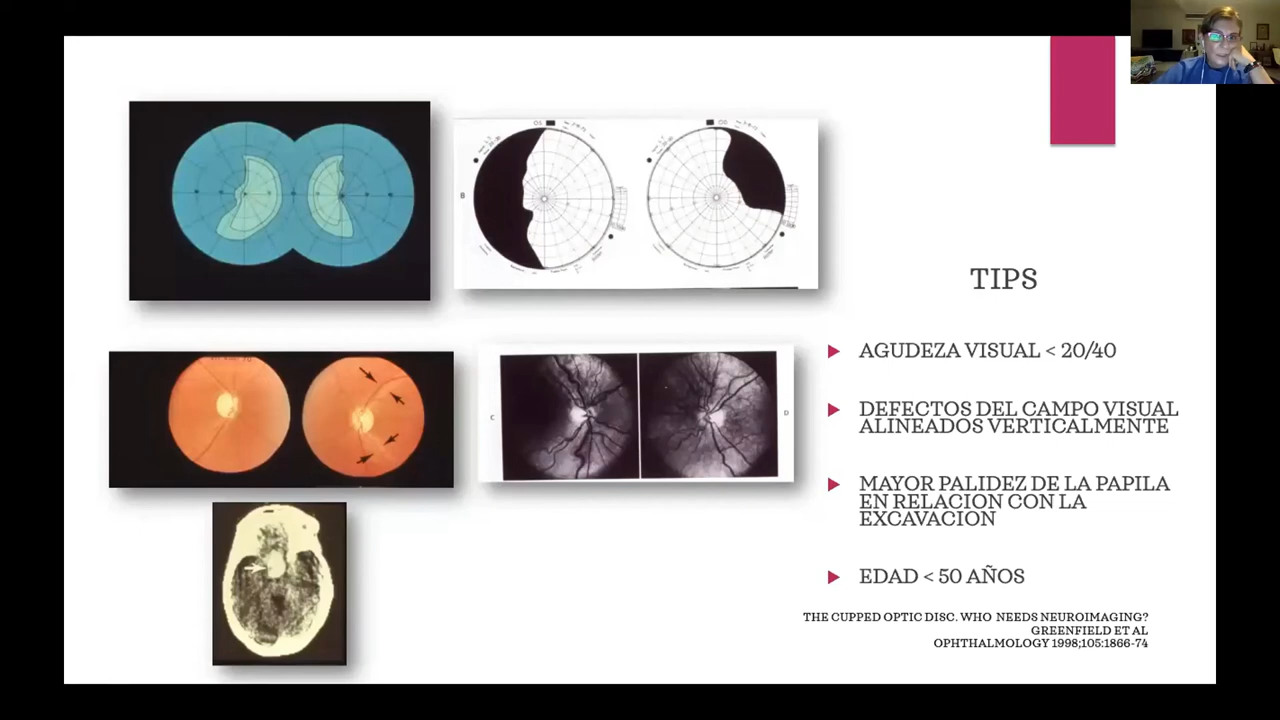 OS
OD
B
C
D
TIPS
AGUDEZA VISUAL < 20/40
DEFECTOS DEL CAMPO VISUAL
ALINEADOS VERTICALMENTE
MAYOR PALIDEZ DE LA PAPILA
EN RELACION CON LA
EXCAVACION
EDAD < 50 AÑOS
THE CUPPED OPTIC DISC. WHO NEEDS NEUROIMAGING?
GREENFIELD ET AL
OPHTHALMOLOGY 1998;105:1866-74